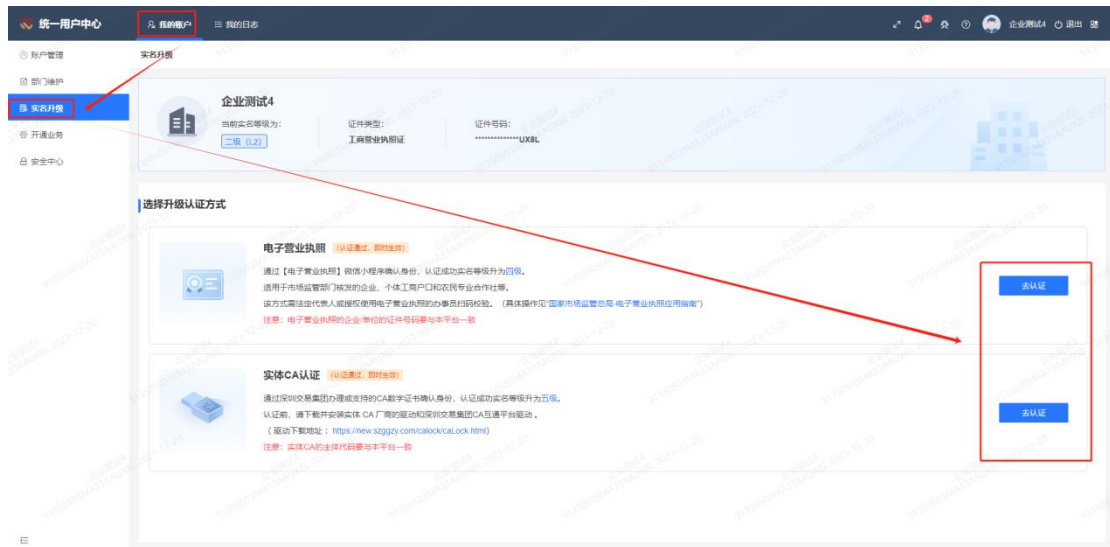 统一用户中心
我的账户
我的日志
2
企业测试4
退出
账户管理
部门维护
实名升级
开通业务
安全中心
实名升级
企业测试4
当前实名等级为：
二级（L2）
证件类型：
工商营业执照证
证件号码：
**************UX8L
选择升级认证方式
电子营业执照 （认证通过，即时生效）
通过【电子营业执照】微信小程序确认身份，认证成功实名等级升为四级。
适用于市场监管部门核发的企业、个体工商户口和农民专业合作社等。
该方式需法定代表人或授权使用电子营业执照的办事员扫码检验。（具体操作见“国家市场监管总局-电子营业执照应用指南”）
注意：电子营业执照的企业/单位的证件号码要与本平台一致
去认证
实体CA认证 （认证通过，即时生效）
通过深圳交易集团办理或支持的CA数字证书确认身份，认证成功实名等级升为五级。
认证前，请下载并安装实体 CA 厂商的驱动和深圳交易集团CA互通平台驱动。
（驱动下载地址：https://new.szggzy.com/calock/caLock.html）
注意：实体CA的主体代码要与本平台一致
去认证